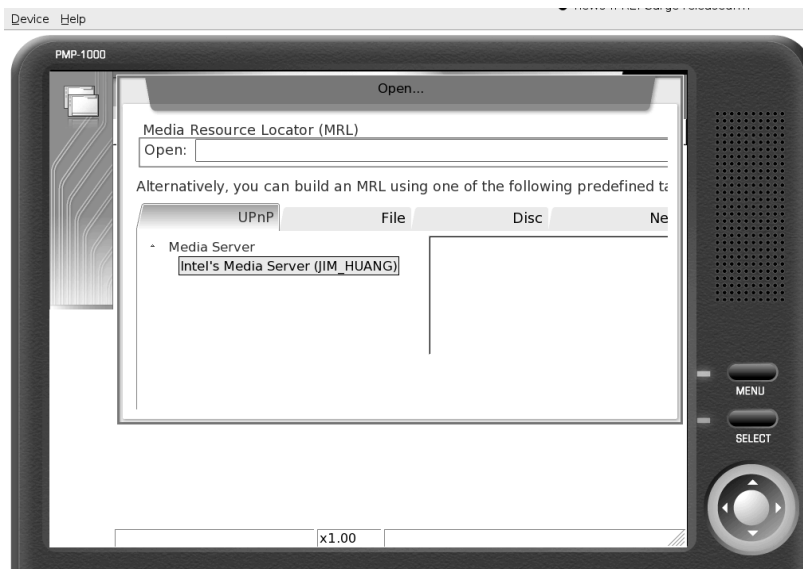 Device Help
PMP-1000
Open...
Media Resource Locator (MRL)
Open:
Alternatively, you can build an MRL using one of the following predefined ta
UPnP File Disc Ne
Media Server
Intel's Media Server (JIM_HUANG)
MENU
SELECT
x1.00